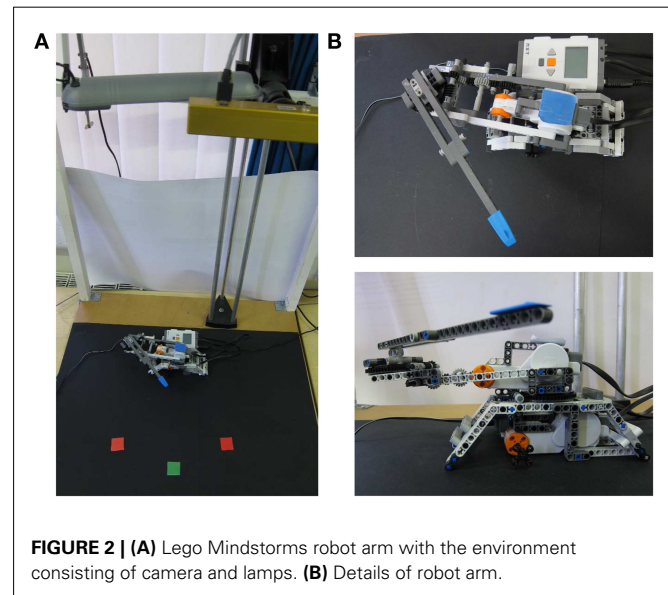 A
B
FIGURE 2 | (A) Lego Mindstorms robot arm with the environment
consisting of camera and lamps. (B) Details of robot arm.